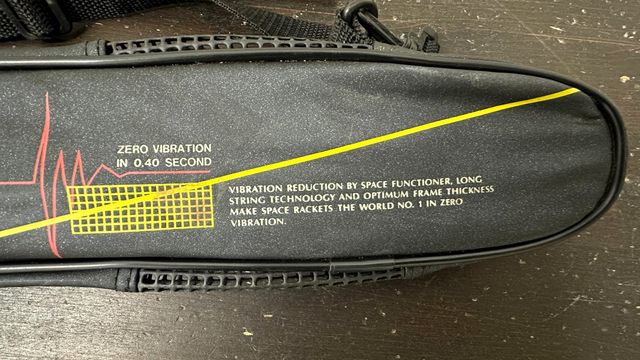 ZERO VIBRATION
IN 0.40 SECOND
VIBRATION REDUCTION BY SPACE FUNCTIONER, LONG
STRING TECHNOLOGY AND OPTIMUM FRAME THICKNESS
MAKE SPACE RACKETS THE WORLD NO. 1 IN ZERO
VIBRATION.